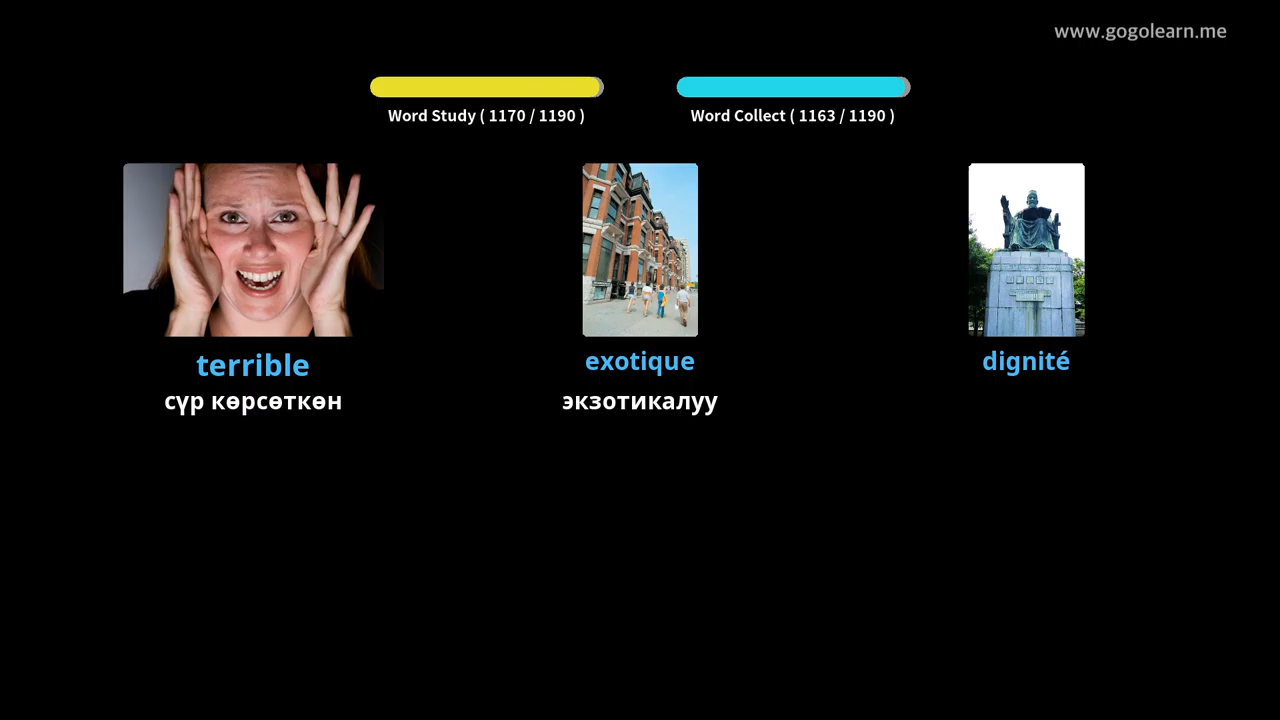 www.gogolearn.me
Word Study ( 1170 / 1190 )
Word Collect ( 1163 / 1190 )
terrible
сүр көрсөткөн
exotique
экзотикалуу
dignité